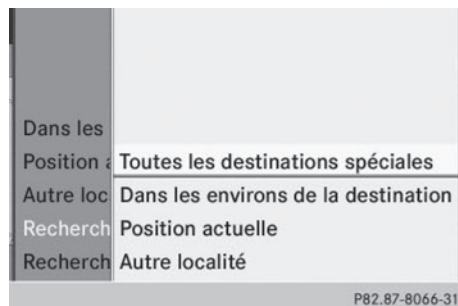 Dans les
Position
Toutes les destinations spéciales
Autre loc
Dans les environs de la destination
Recherch
Position actuelle
Recherch
Autre localité
P82.87-8066-31